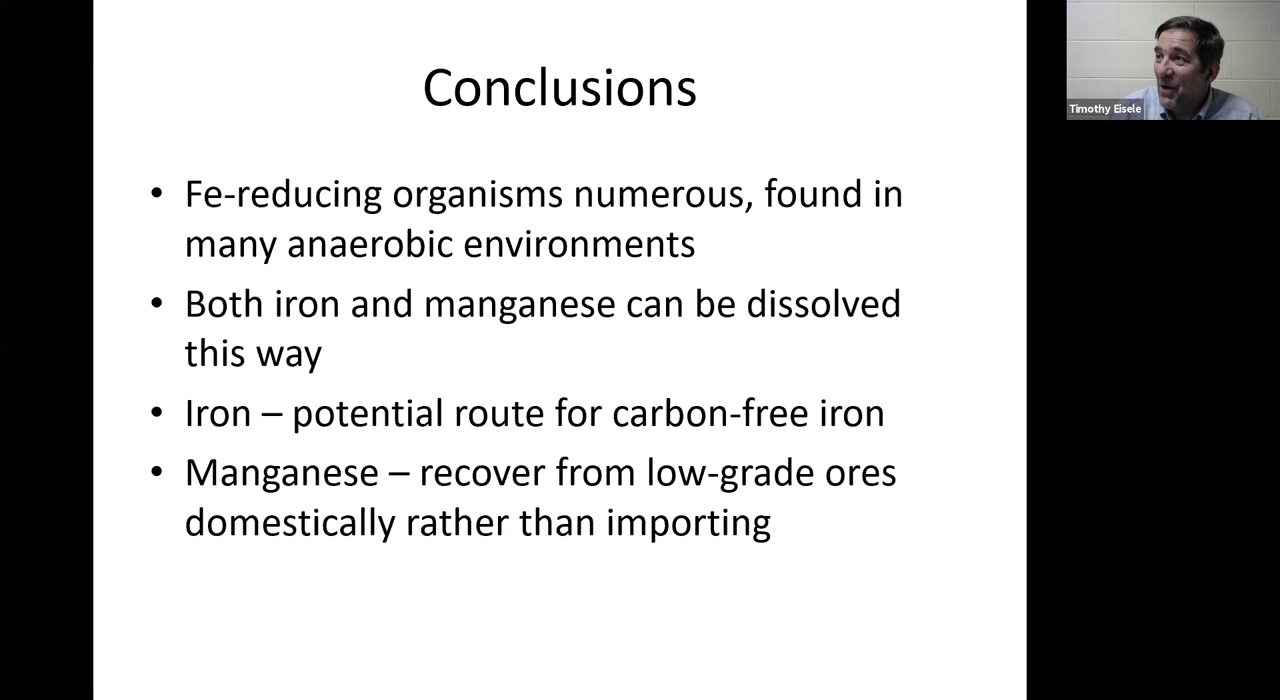 Conclusions
• Fe-reducing organisms numerous, found in
many anaerobic environments
• Both iron and manganese can be dissolved
this way
• Iron – potential route for carbon-free iron
• Manganese – recover from low-grade ores
domestically rather than importing
Timothy Eisele